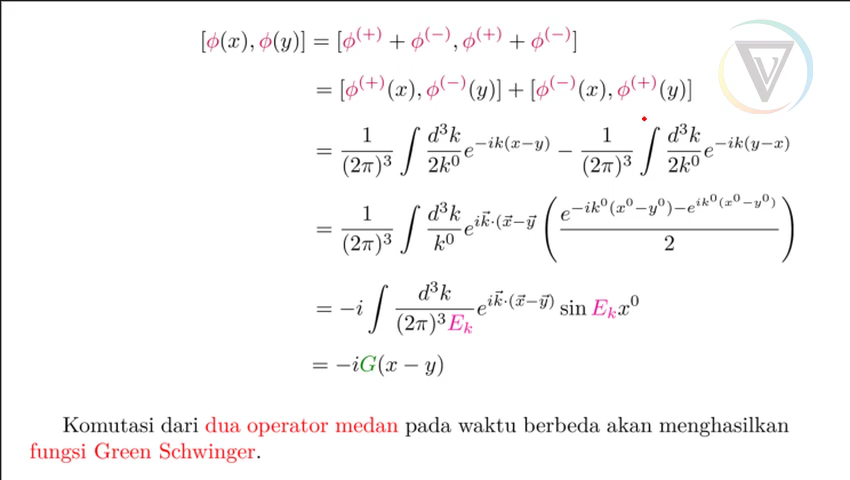 [ϕ(x), ϕ(y)] = [ϕ⁽⁺⁾ + ϕ⁽⁻⁾, ϕ⁽⁺⁾ + ϕ⁽⁻⁾]
= [ϕ⁽⁺⁾(x), ϕ⁽⁻⁾(y)] + [ϕ⁽⁻⁾(x), ϕ⁽⁺⁾(y)]
= \frac{1}{(2π)^3} ∫ \frac{d^3k}{2k^0} e^{-ik(x-y)} − \frac{1}{(2π)^3} ∫ \frac{d^3k}{2k^0} e^{-ik(y-x)}
= \frac{1}{(2π)^3} ∫ \frac{d^3k}{k^0} e^{i\vec{k}·(\vec{x}-\vec{y}} \left( \frac{e^{-ik^0(x^0-y^0)-e^{ik^0(x^0-y^0)}}}{2} \right)
= −i ∫ \frac{d^3k}{(2π)^3 E_k} e^{i\vec{k}·(\vec{x}-\vec{y})} sin E_k x^0
= −iG(x − y)
Komutasi dari dua operator medan pada waktu berbeda akan menghasilkan
fungsi Green Schwinger.